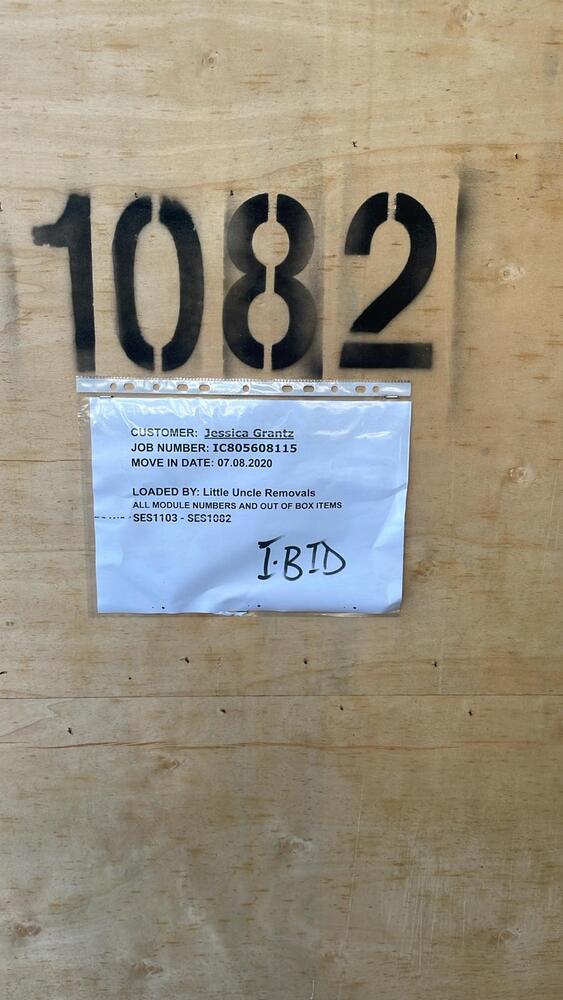 1082
CUSTOMER: Jessica Grantz
JOB NUMBER: IC805608115
MOVE IN DATE: 07.08.2020
LOADED BY: Little Uncle Removals
ALL MODULE NUMBERS AND OUT OF BOX ITEMS
SES1103 - SES1082
I.BID